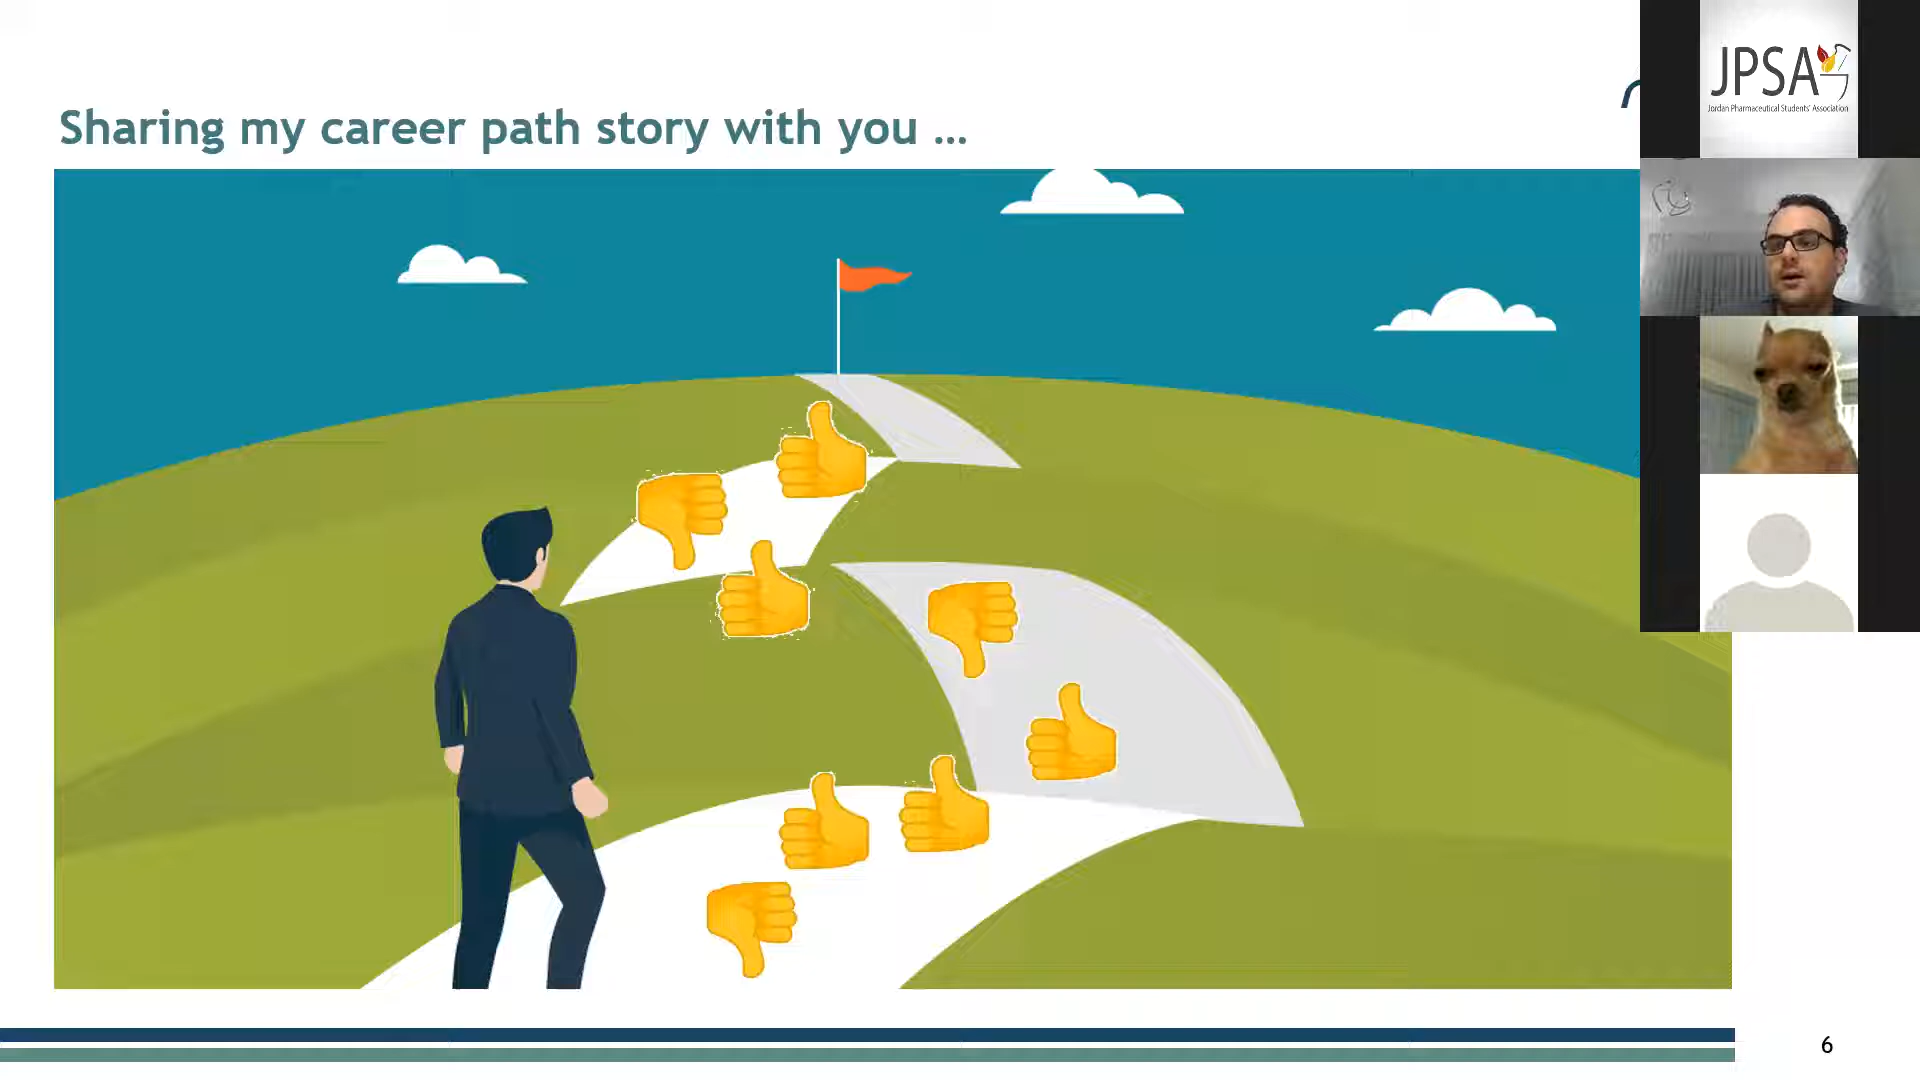 Sharing my career path story with you ...
JPSA
Jordan Pharmaceutical Students' Association
6